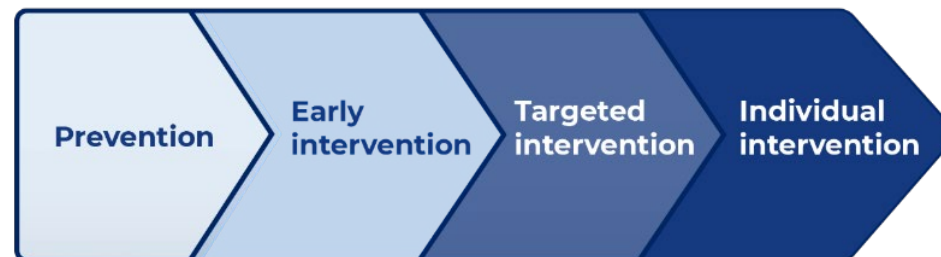 Prevention
Early
intervention
Targeted
intervention
Individual
intervention